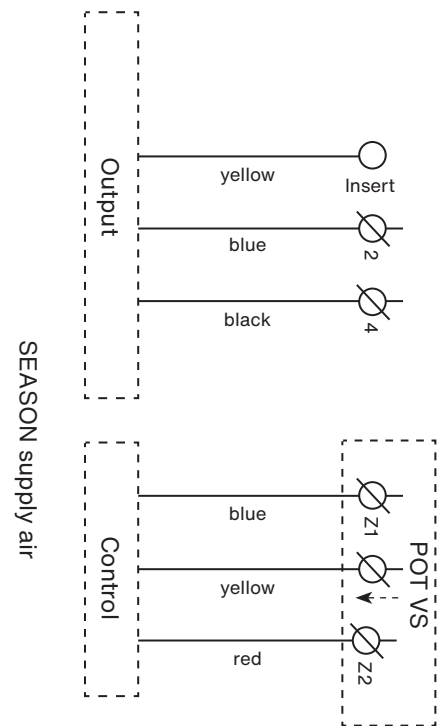 Output
yellow
Insert
blue
2
black
4
SEASON supply air
Control
blue
Z1
yellow
POT VS
red
Z2